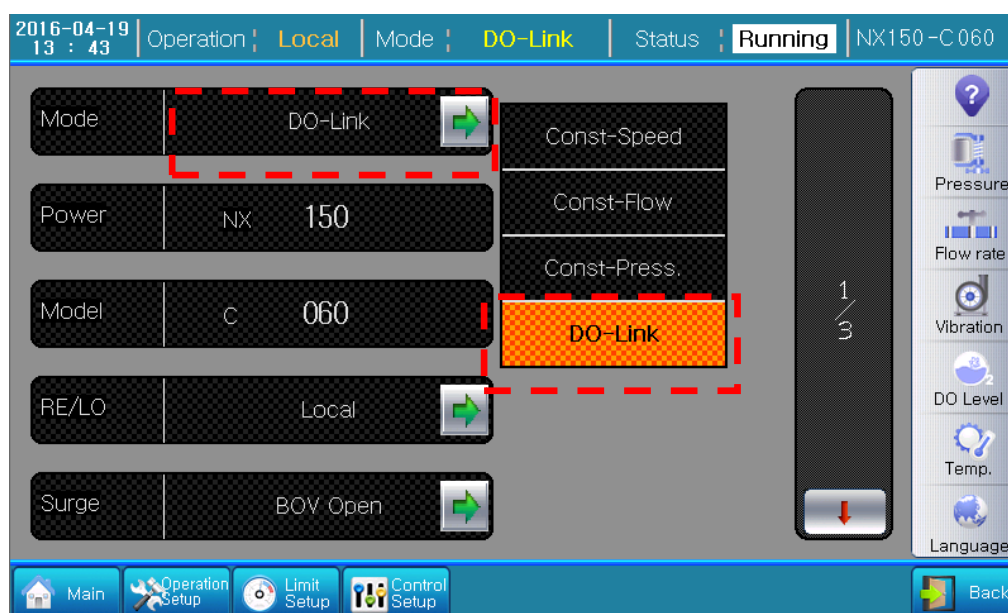 2016-04-19
13 : 43
Operation ¦ Local
Mode ¦ DO-Link
Status ¦ Running
NX150-C060
Mode DO-Link
Const-Speed
Const-Flow
Const-Press.
DO-Link
Power NX 150
Model C 060
RE/LO Local
Surge BOV Open
1/3
?
Pressure
Flow rate
Vibration
2
DO Level
Temp.
Language
Main
Operation
Setup
Limit
Setup
Control
Setup
Back